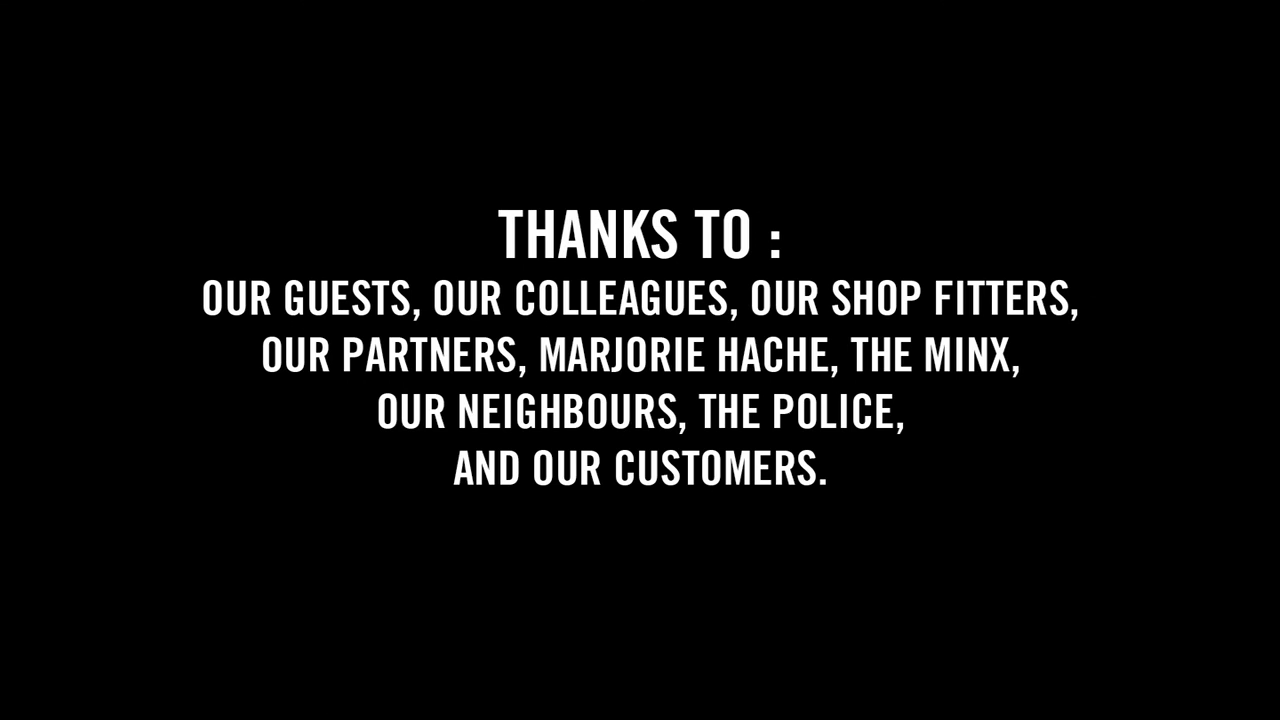 THANKS TO :
OUR GUESTS, OUR COLLEAGUES, OUR SHOP FITTERS,
OUR PARTNERS, MARJORIE HACHE, THE MINX,
OUR NEIGHBOURS, THE POLICE,
AND OUR CUSTOMERS.